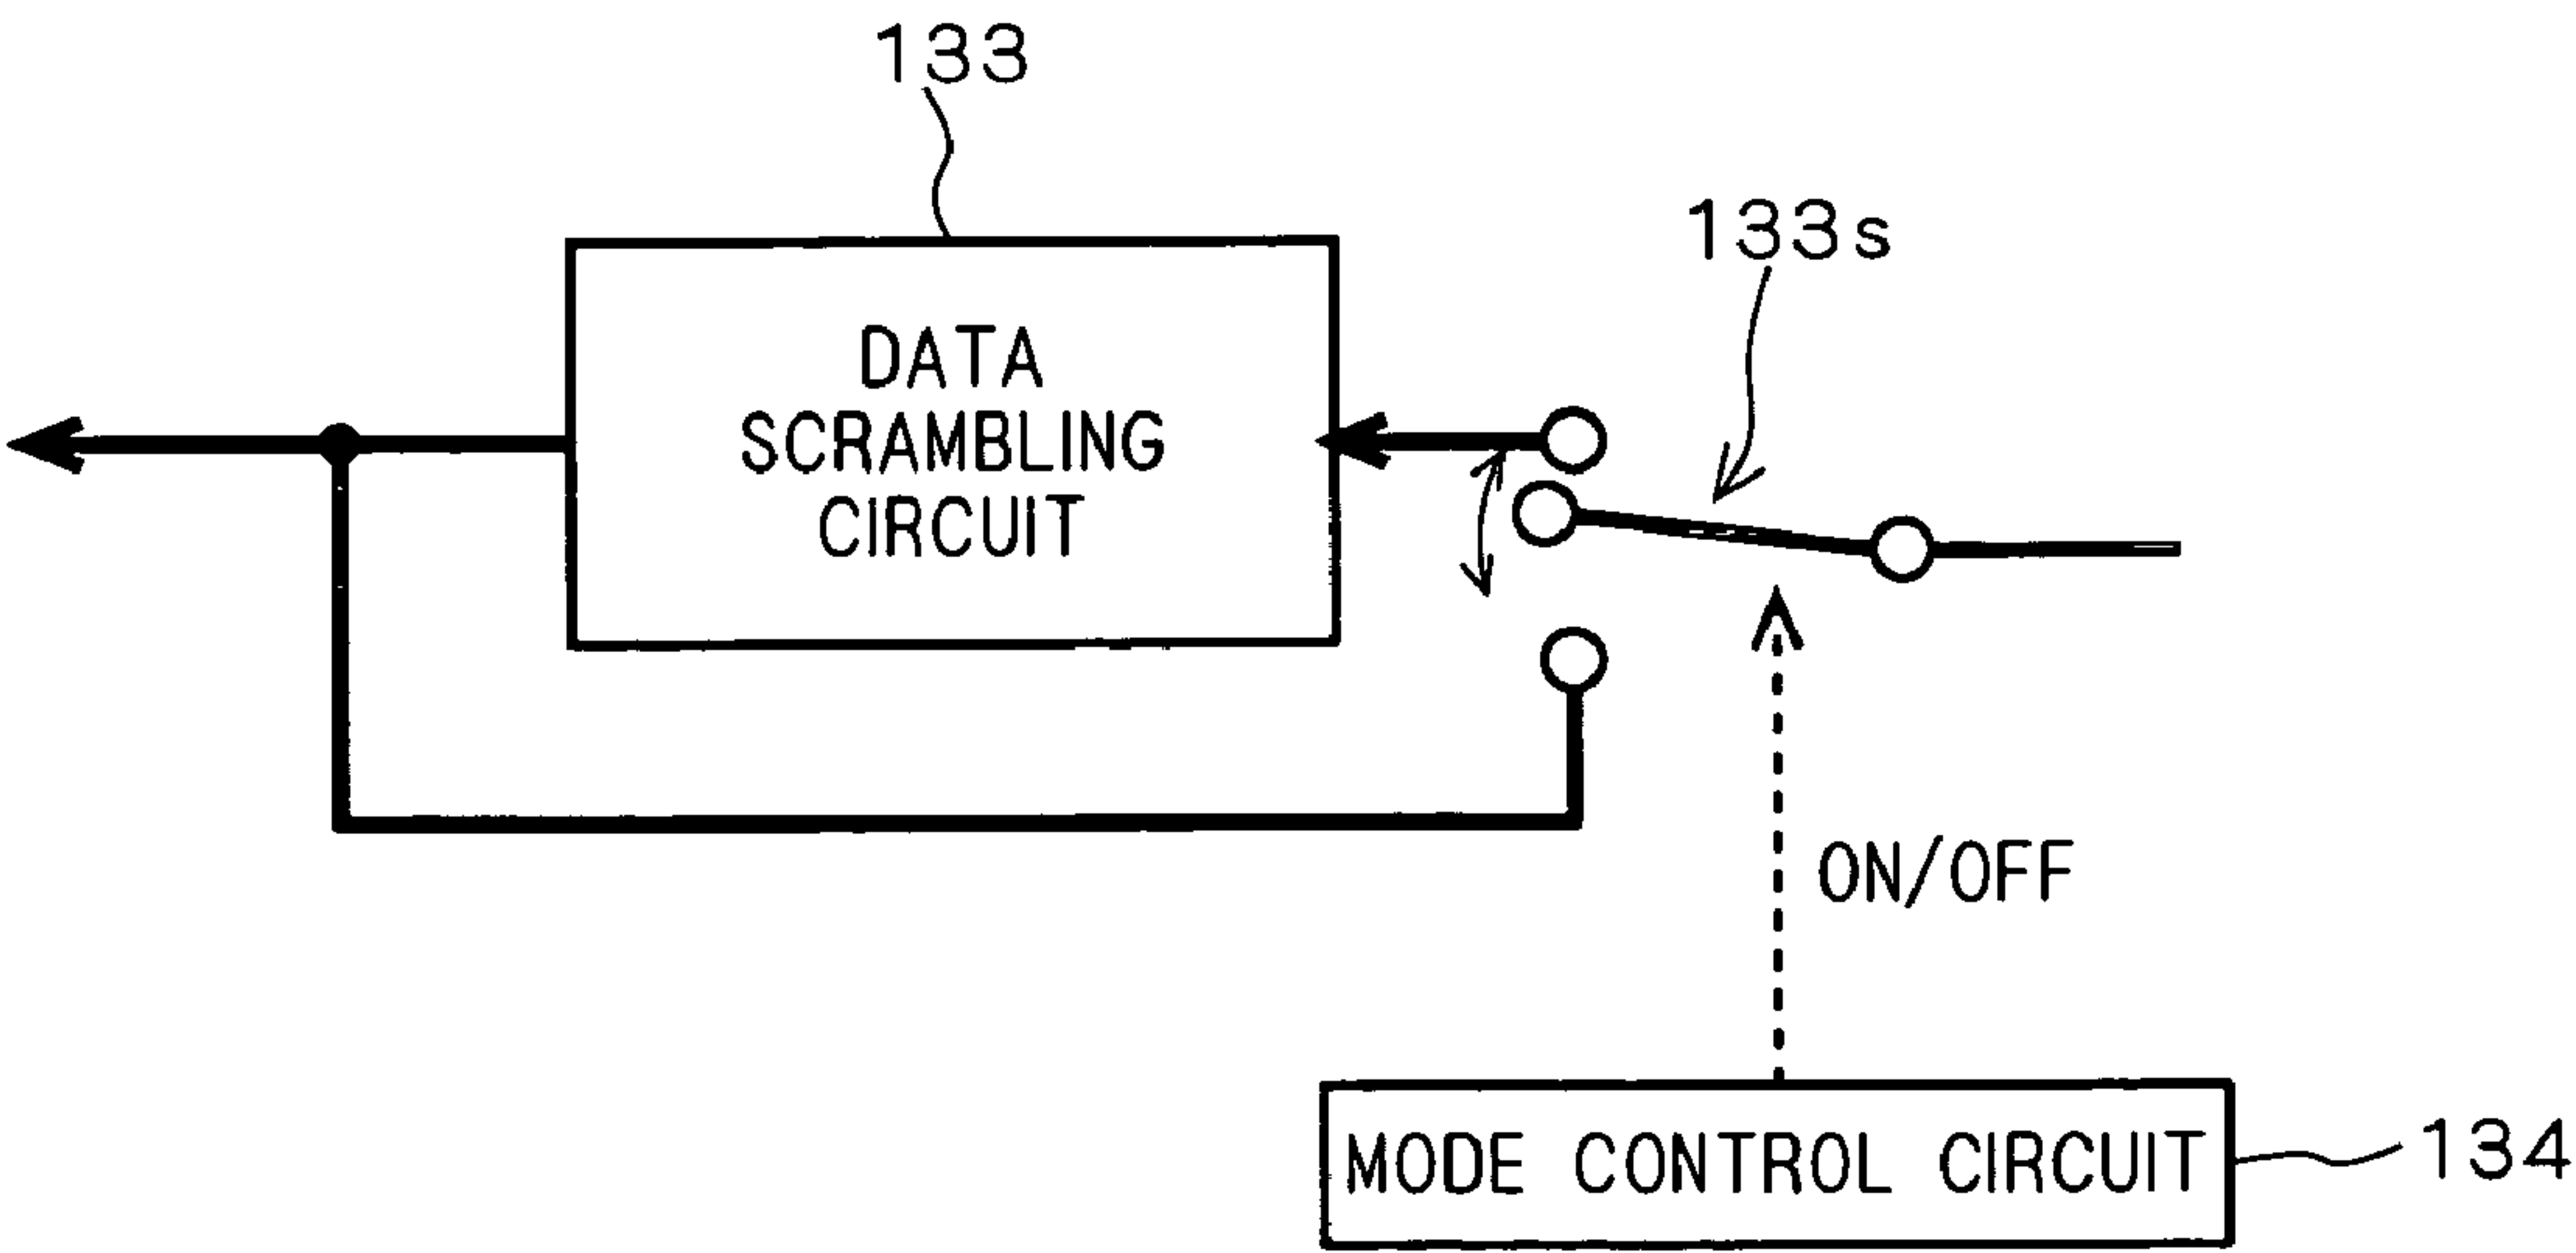 133
133s
DATA
SCRAMBLING
CIRCUIT
ON/OFF
MODE CONTROL CIRCUIT
134